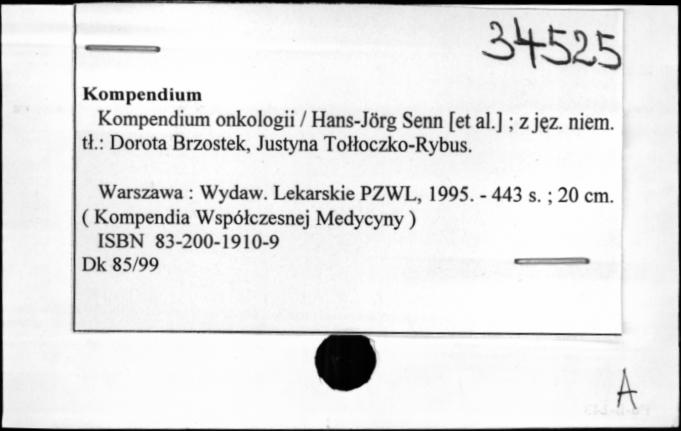 34525
Kompendium
Kompendium onkologii / Hans-Jörg Senn [et al.] ; z jęz. niem.
tł.: Dorota Brzostek, Justyna Tołłoczko-Rybus.
Warszawa : Wydaw. Lekarskie PZWL, 1995. - 443 s. ; 20 cm.
( Kompendia Współczesnej Medycyny )
ISBN 83-200-1910-9
Dk 85/99
A